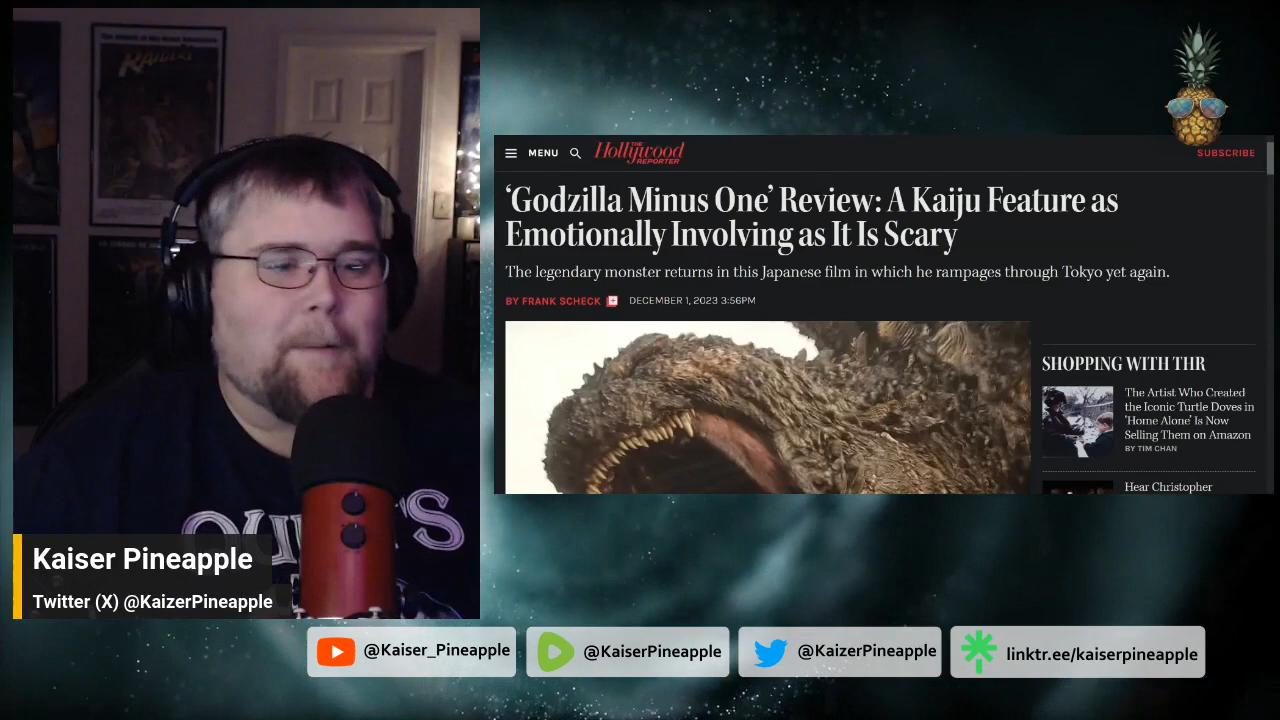 RAIDERS
MENU
THE
Hollywood
REPORTER
SUBSCRIBE
‘Godzilla Minus One’ Review: A Kaiju Feature as
Emotionally Involving as It Is Scary
The legendary monster returns in this Japanese film in which he rampages through Tokyo yet again.
BY FRANK SCHECK
DECEMBER 1, 2023 3:56PM
SHOPPING WITH THR
The Artist Who Created
the Iconic Turtle Doves in
'Home Alone' Is Now
Selling Them on Amazon
BY TIM CHAN
Hear Christopher
Kaiser Pineapple
Twitter (X) @KaizerPineapple
@Kaiser_Pineapple
@KaiserPineapple
@KaizerPineapple
linktr.ee/kaiserpineapple